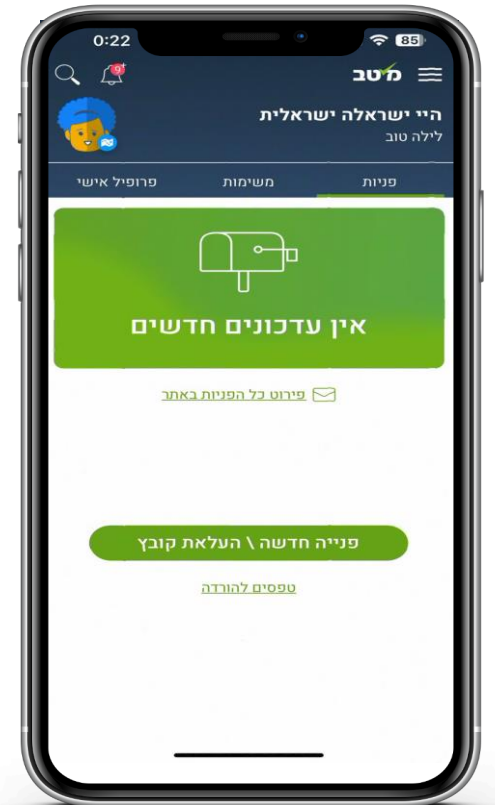 0:22
85
מיטב
9+
היי ישראלה ישראלית
לילה טוב
פניות
משימות
פרופיל אישי
אין עדכונים חדשים
פירוט כל הפניות באתר
פנייה חדשה \ העלאת קובץ
טפסים להורדה